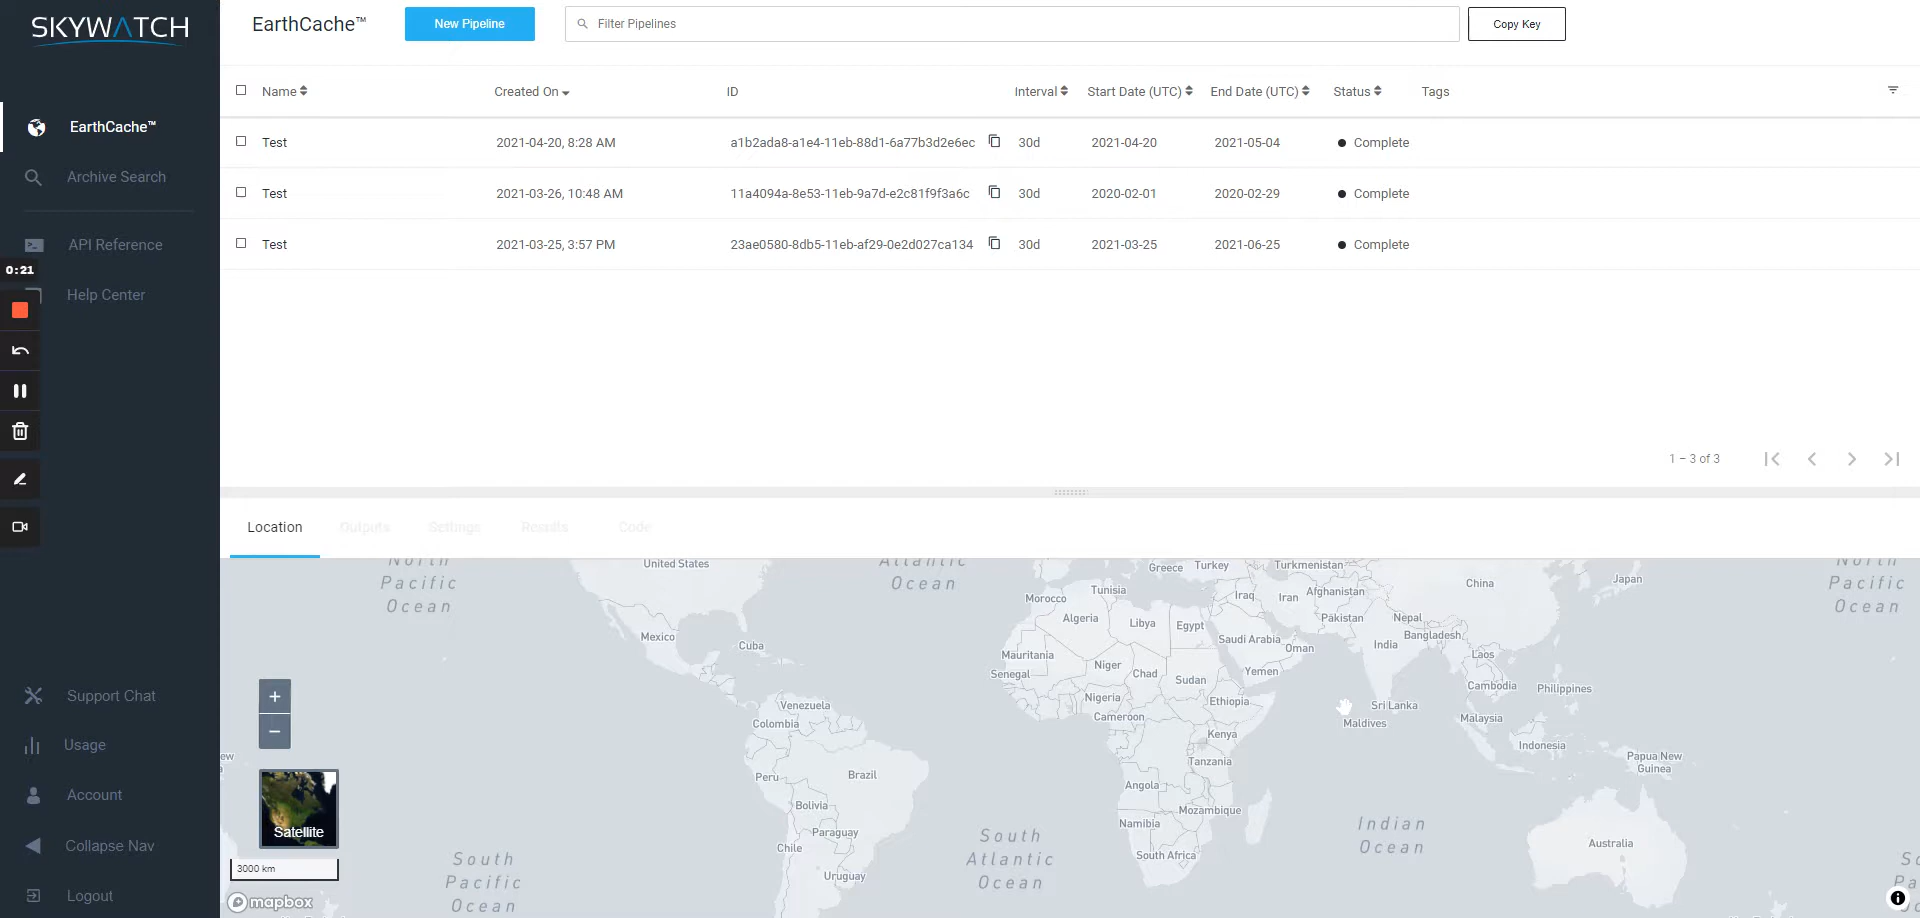 SKYWATCH
EarthCache™
New Pipeline
Filter Pipelines
Copy Key
EarthCache™
Archive Search
API Reference
0:21
Help Center
Support Chat
Usage
Account
Collapse Nav
Logout
Name Created On ID Interval Start Date (UTC) End Date (UTC) Status Tags
Test 2021-04-20, 8:28 AM a1b2ada8-a1e4-11eb-88d1-6a77b3d2e6ec 30d 2021-04-20 2021-05-04 Complete
Test 2021-03-26, 10:48 AM 11a4094a-8e53-11eb-9a7d-e2c81f9f3a6c 30d 2020-02-01 2020-02-29 Complete
Test 2021-03-25, 3:57 PM 23ae0580-8db5-11eb-af29-0e2d027ca134 30d 2021-03-25 2021-06-25 Complete
1 – 3 of 3
Location Outputs Settings Results Code
North
Pacific
Ocean
United States
Atlantic
Ocean
Greece
Turkey
Turkmenistan
China
Japan
North
Pacific
Ocean
Morocco
Tunisia
Iraq
Iran
Afghanistan
Algeria
Libya
Egypt
Pakistan
Nepal
Mexico
Cuba
Saudi Arabia
Oman
India
Bangladesh
Mauritania
Niger
Chad
Sudan
Yemen
Laos
Senegal
Cambodia
Philippines
Nigeria
Ethiopia
Sri Lanka
Venezuela
Cameroon
Maldives
Malaysia
Colombia
Kenya
Indonesia
Papua New
Guinea
Peru
Brazil
Tanzania
Angola
Bolivia
Mozambique
Namibia
Paraguay
Chile
South Africa
Uruguay
Australia
South
Atlantic
Ocean
Indian
Ocean
South
Pacific
Ocean
+
−
Satellite
3000 km
mapbox